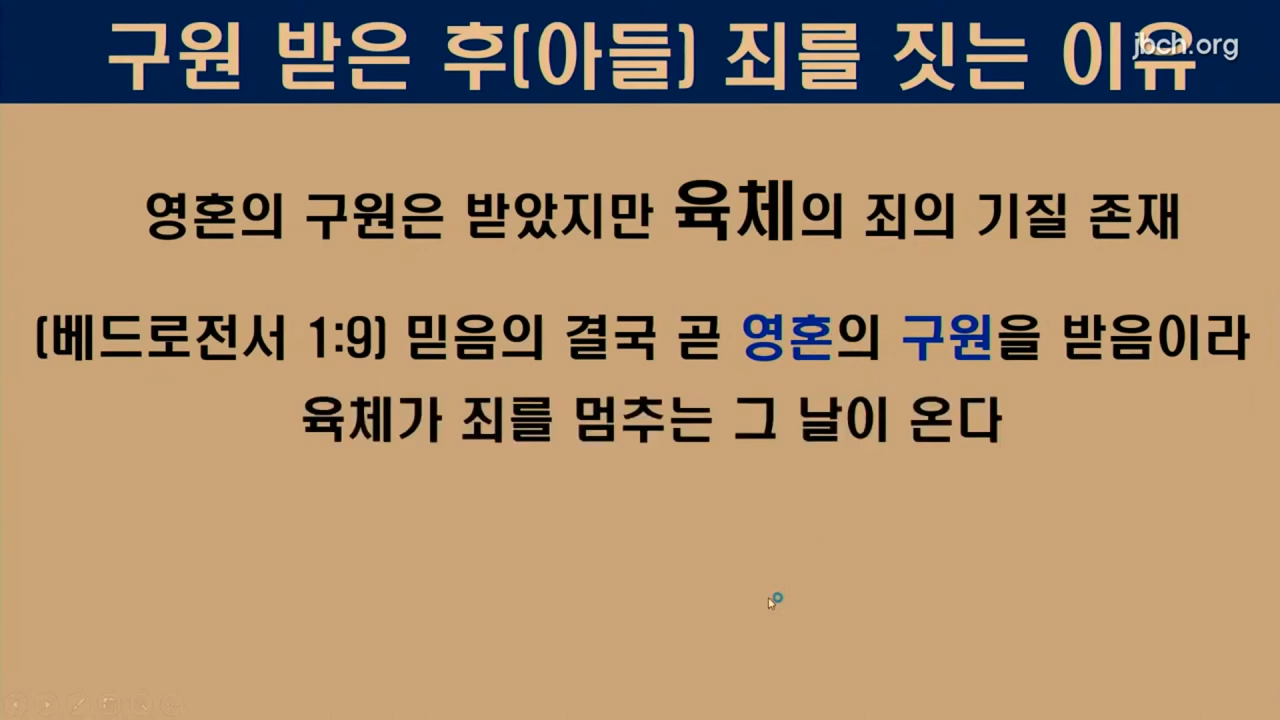 구원 받은 후(아들) 죄를 짓는 이유
jbch.org
영혼의 구원은 받았지만 육체의 죄의 기질 존재
(베드로전서 1:9) 믿음의 결국 곧 영혼의 구원을 받음이라
육체가 죄를 멈추는 그 날이 온다